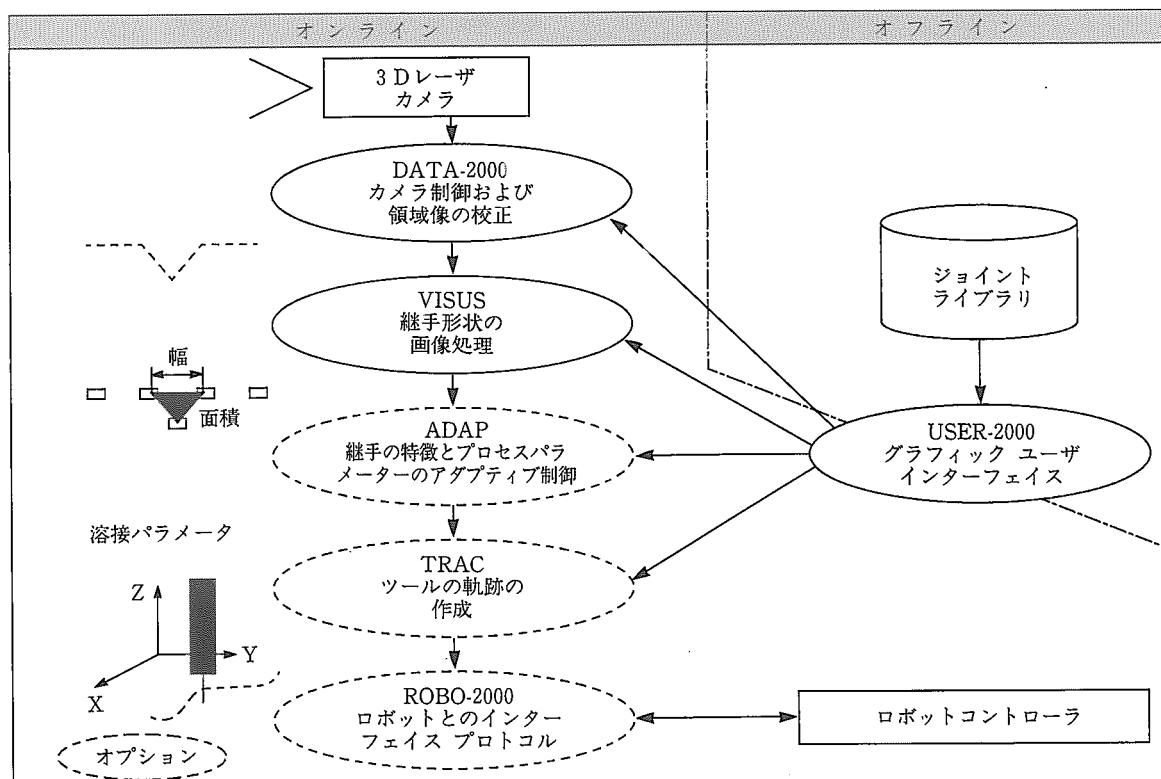 オンライン
オフライン
3Dレーザ
カメラ
DATA-2000
カメラ制御および
領域像の校正
VISUS
継手形状の
画像処理
ジョイント
ライブラリ
幅
面積
ADAP
継手の特徴とプロセスパラ
メーターのアダプティブ制御
USER-2000
グラフィック ユーザ
インターフェイス
溶接パラメータ
TRAC
ツールの軌跡の
作成
Z
Y
X
ROBO-2000
ロボットとのインター
フェイス プロトコル
ロボットコントローラ
オプション